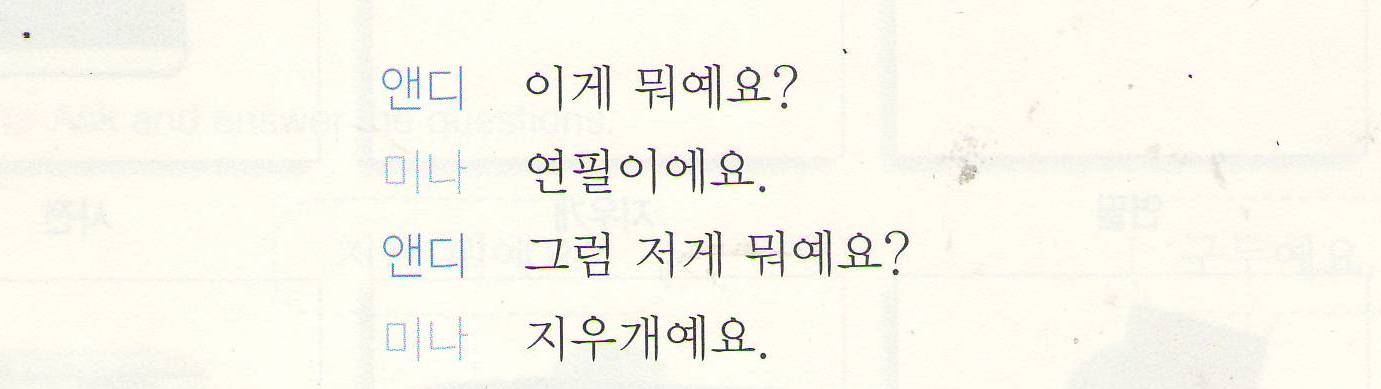 앤디 이게 뭐예요?
미나 연필이에요.
앤디 그럼 저게 뭐예요?
미나 지우개예요.